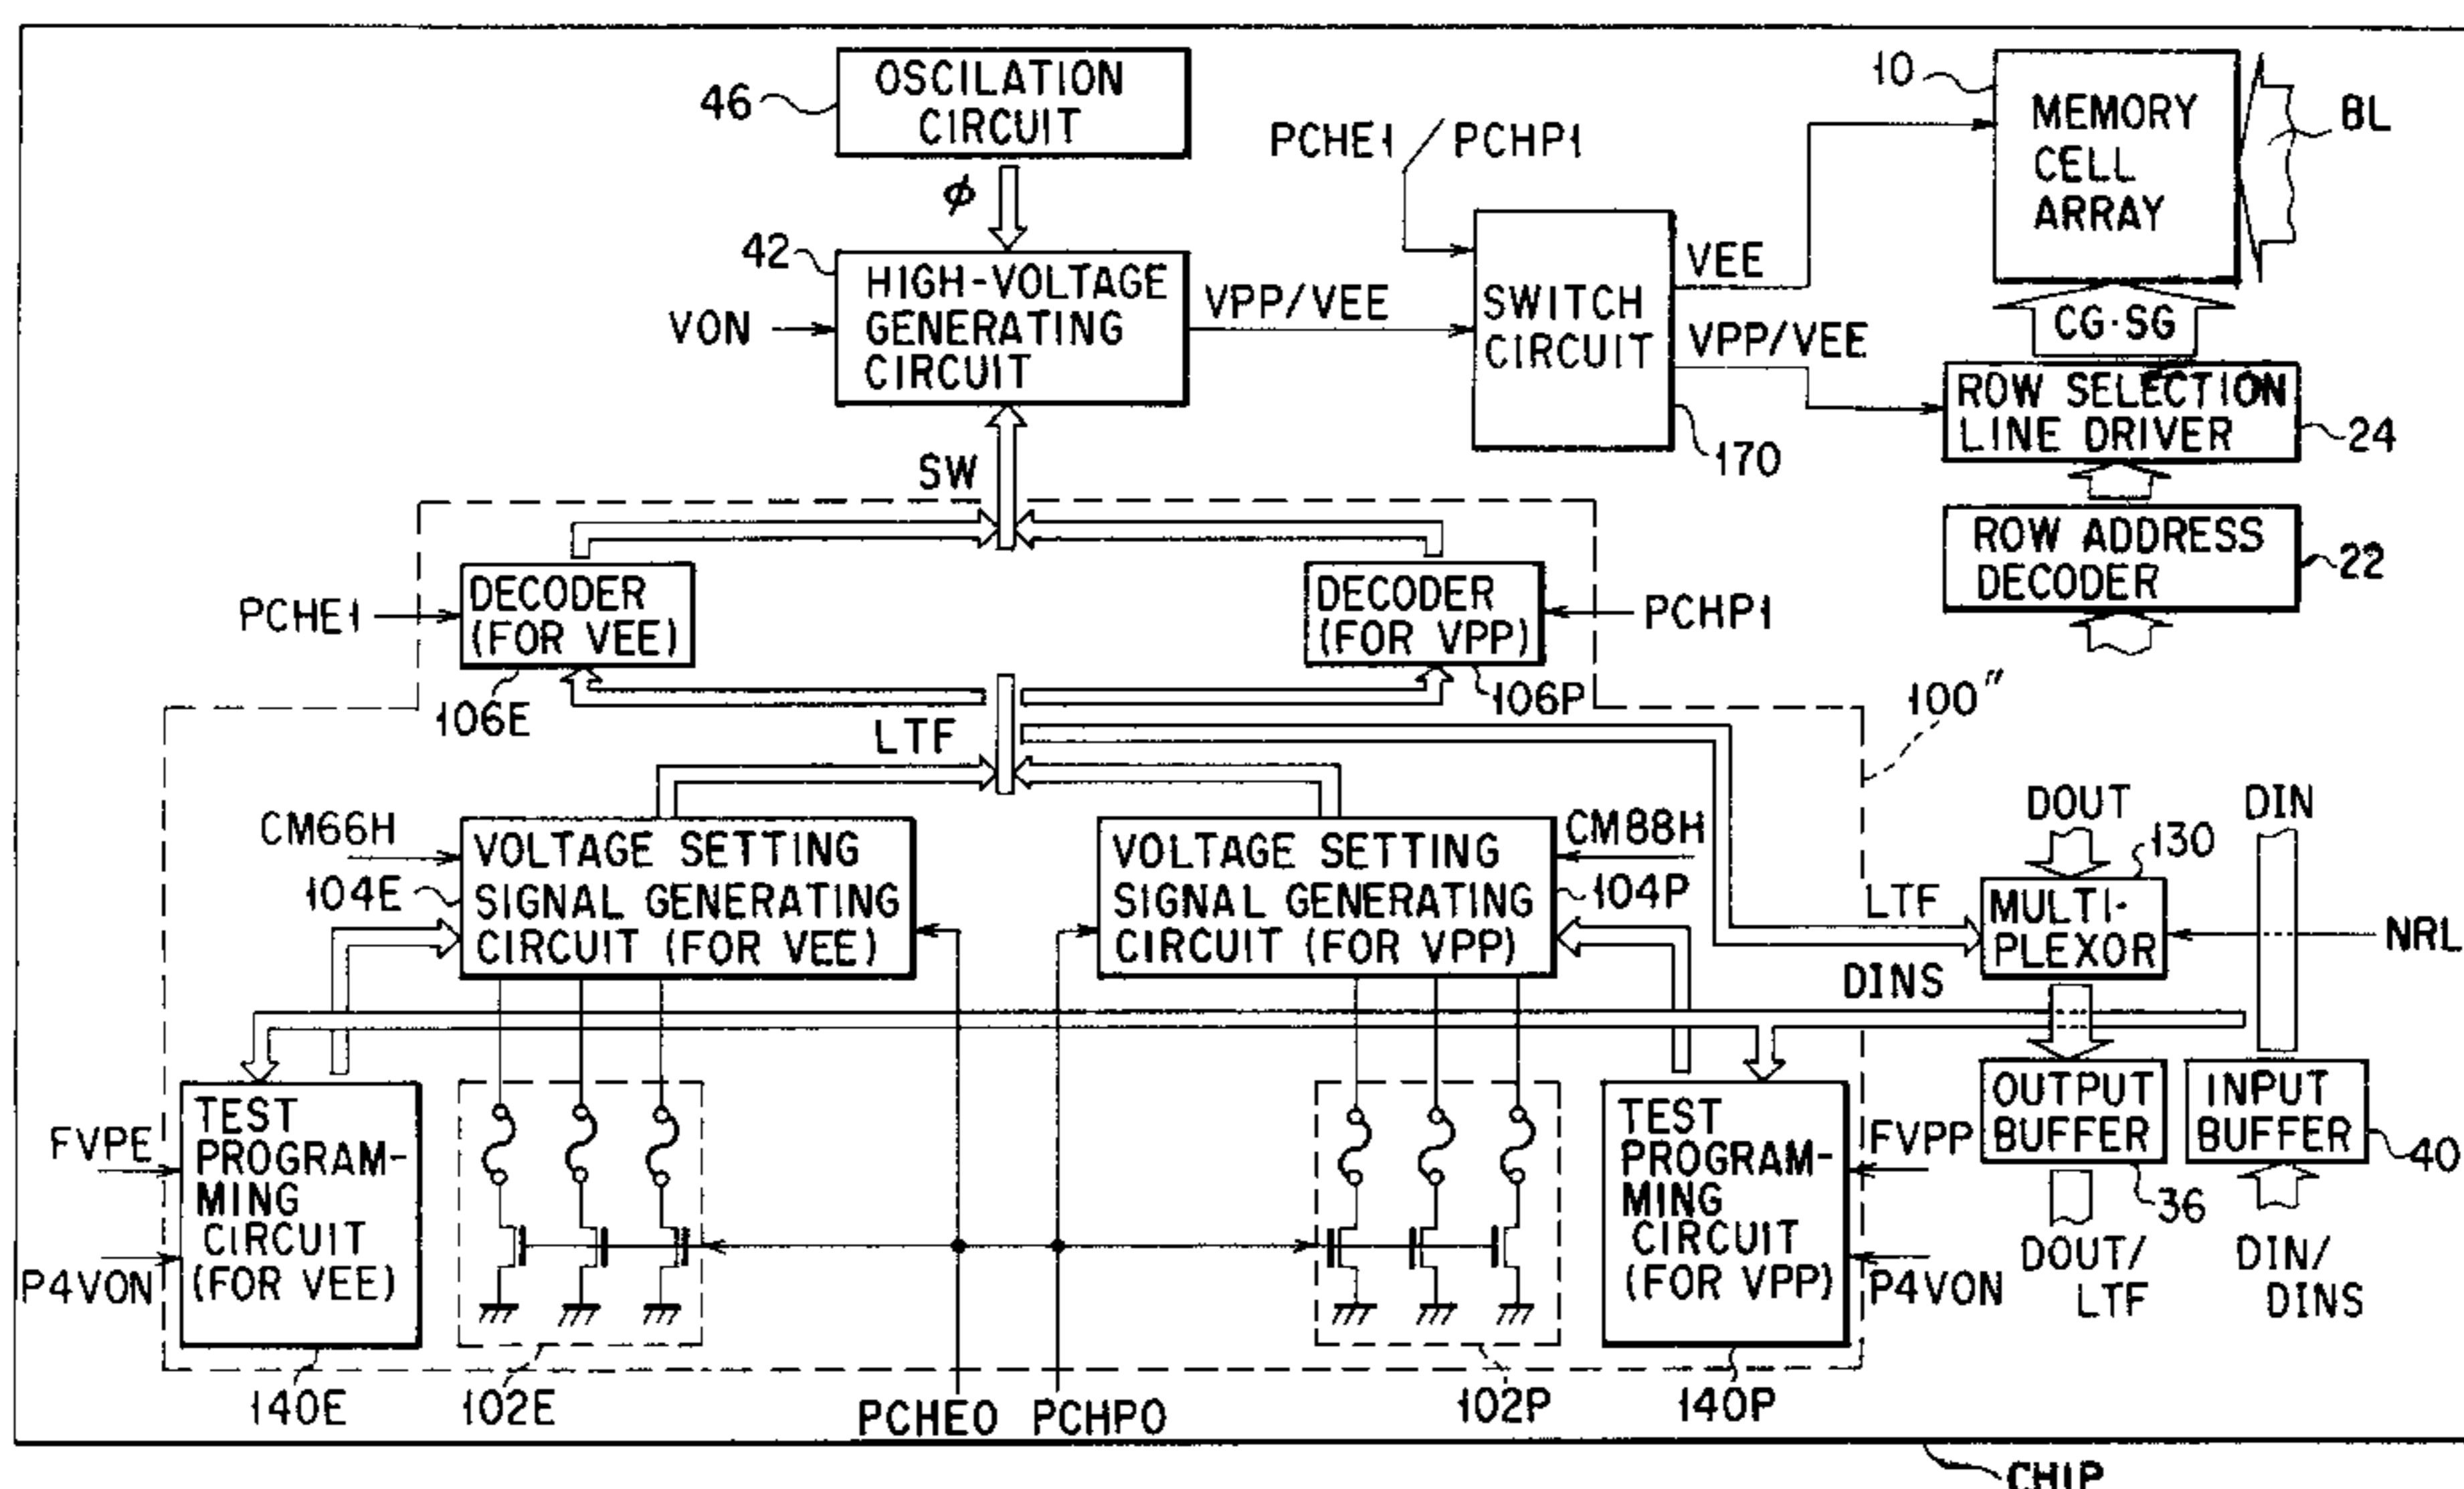 46
OSCILATION
CIRCUIT
10
MEMORY
CELL
ARRAY
BL
ϕ
PCHE1/PCHP1
42
HIGH-VOLTAGE
GENERATING
CIRCUIT
VON
VPP/VEE
SWITCH
CIRCUIT
VEE
VPP/VEE
170
CG·SG
ROW SELECTION
LINE DRIVER
24
SW
ROW ADDRESS
DECODER
22
PCHE1
DECODER
(FOR VEE)
106E
DECODER
(FOR VPP)
PCHP1
106P
100"
LTF
CM66H
VOLTAGE SETTING
SIGNAL GENERATING
CIRCUIT (FOR VEE)
104E
VOLTAGE SETTING
SIGNAL GENERATING
CIRCUIT (FOR VPP)
CM88H
104P
DOUT
DIN
130
LTF
MULTI-
PLEXOR
NRL
DINS
FVPE
P4VON
TEST
PROGRAM-
MING
CIRCUIT
(FOR VEE)
TEST
PROGRAM-
MING
CIRCUIT
(FOR VPP)
FVPP
P4VON
OUTPUT
BUFFER
36
INPUT
BUFFER
40
DOUT/
LTF
DIN/
DINS
140E
102E
PCHE0
PCHP0
102P
140P
CHIP